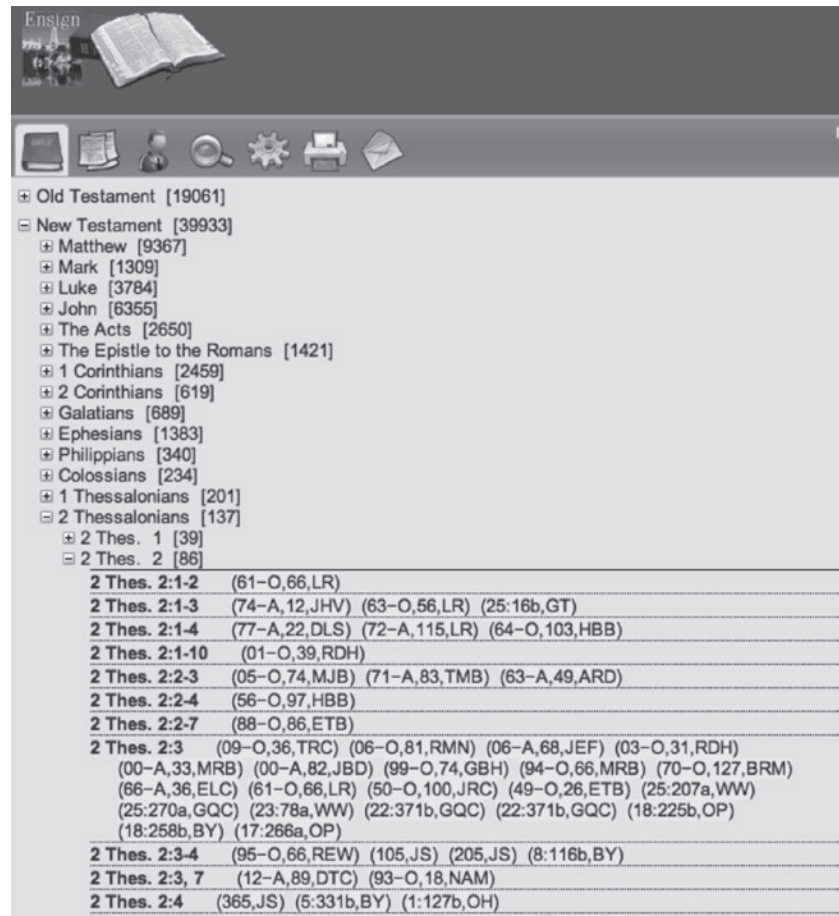 Ensign
Old Testament [19061]
New Testament [39933]
Matthew [9367]
Mark [1309]
Luke [3784]
John [6355]
The Acts [2650]
The Epistle to the Romans [1421]
1 Corinthians [2459]
2 Corinthians [619]
Galatians [689]
Ephesians [1383]
Philippians [340]
Colossians [234]
1 Thessalonians [201]
2 Thessalonians [137]
2 Thes. 1 [39]
2 Thes. 2 [86]
2 Thes. 2:1-2 (61-O,66,LR)
2 Thes. 2:1-3 (74-A,12,JHV) (63-O,56,LR) (25:16b,GT)
2 Thes. 2:1-4 (77-A,22,DLS) (72-A,115,LR) (64-O,103,HBB)
2 Thes. 2:1-10 (01-O,39,RDH)
2 Thes. 2:2-3 (05-O,74,MJB) (71-A,83,TMB) (63-A,49,ARD)
2 Thes. 2:2-4 (56-O,97,HBB)
2 Thes. 2:2-7 (88-O,86,ETB)
2 Thes. 2:3 (09-O,36,TRC) (06-O,81,RMN) (06-A,68,JEF) (03-O,31,RDH)
(00-A,33,MRB) (00-A,82,JBD) (99-O,74,GBH) (94-O,66,MRB) (70-O,127,BRM)
(66-A,36,ELC) (61-O,66,LR) (50-O,100,JRC) (49-O,26,ETB) (25:207a,WW)
(25:270a,GQC) (23:78a,WW) (22:371b,GQC) (22:371b,GQC) (18:225b,OP)
(18:258b,BY) (17:266a,OP)
2 Thes. 2:3-4 (95-O,66,REW) (105,JS) (205,JS) (8:116b,BY)
2 Thes. 2:3, 7 (12-A,89,DTC) (93-O,18,NAM)
2 Thes. 2:4 (365,JS) (5:331b,BY) (1:127b,OH)